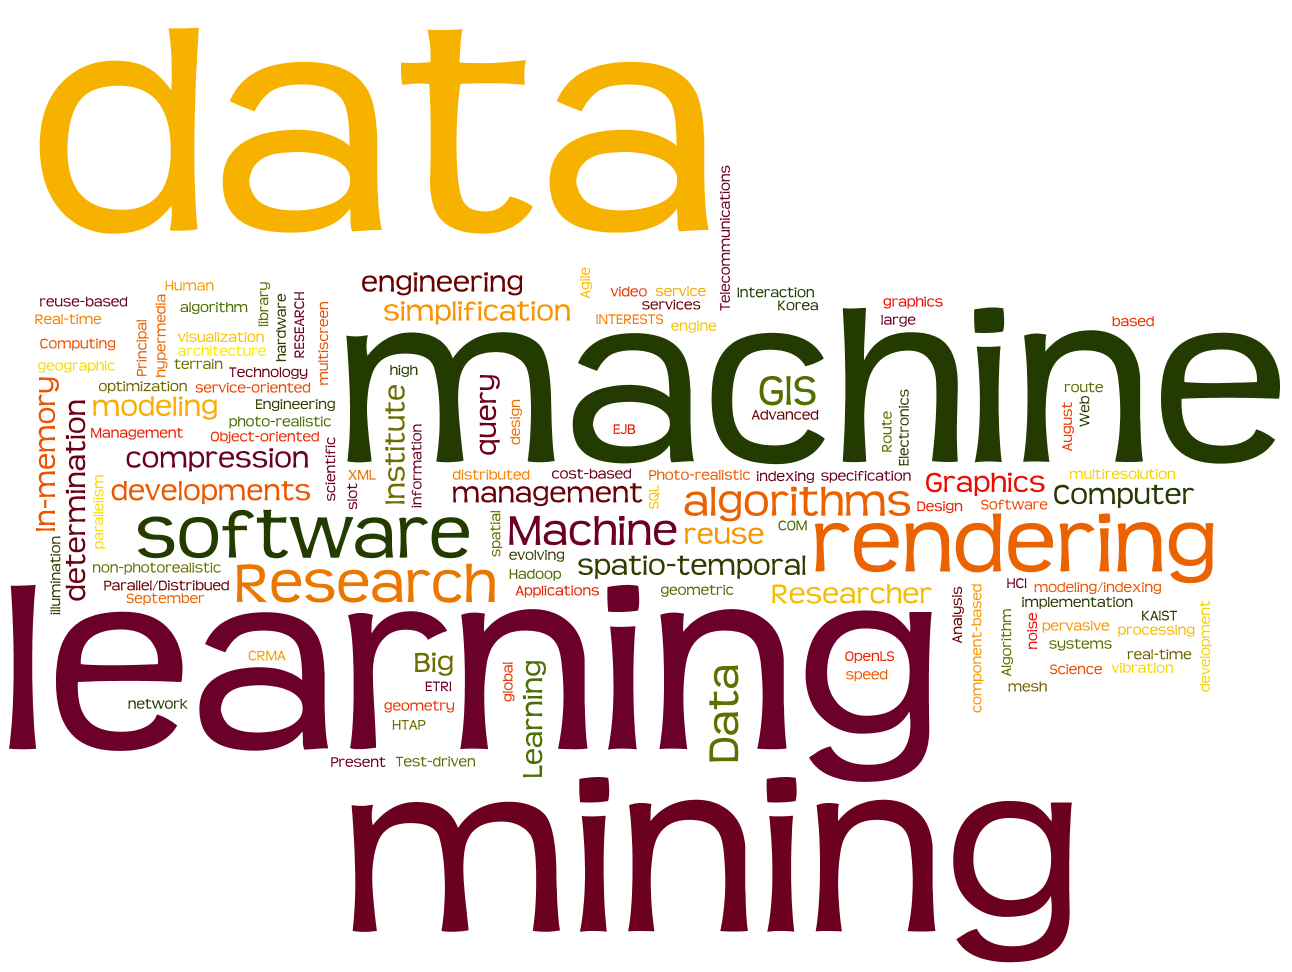 data
Telecommunications
engineering
simplification
Agile
video
service
services
INTERESTS
engine
Interaction
Korea
graphics
large
based
Human
reuse-based
Real-time
Computing
geographic
Principal
hypermedia
algorithm
library
hardware
RESEARCH
multiscreen
visualization
architecture
terrain
Technology
optimization
service-oriented
modeling
Engineering
photo-realistic
Management
Object-oriented
In-memory
determination
compression
developments
parallelism
scientific
machine
high
Institute
information
query
design
EJB
GIS
Advanced
Route
Electronics
route
Web
August
XML
slot
distributed
cost-based
Photo-realistic
indexing
specification
Graphics
multiresolution
management
SQL
algorithms
Design
Software
Computer
software
spatial
Machine
reuse
COM
rendering
evolving
spatio-temporal
illumination
non-photorealistic
Parallel/Distribued
September
Research
Hadoop
Applications
geometric
Researcher
learning
CRMA
Big
ETRI
geometry
HTAP
global
Learning
Data
OpenLS
speed
network
Present
Test-driven
Analysis
component-based
HCI
modeling/indexing
implementation
Algorithm
noise
KAIST
pervasive
processing
systems
real-time
Science
vibration
mesh
development
mining